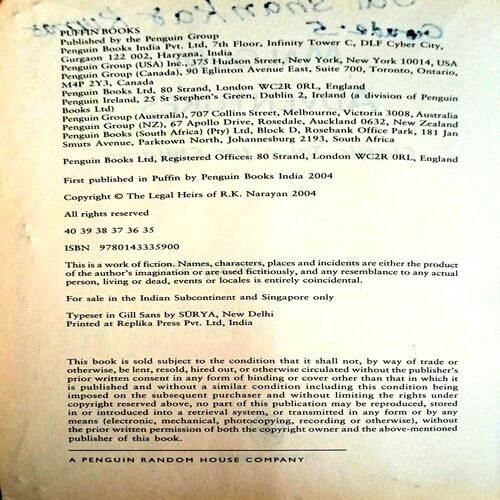 PUFFIN BOOKS
Published by the Penguin Group
Penguin Books India Pvt. Ltd, 7th Floor, Infinity Tower C, DLF Cyber City,
Gurgaon 122 002, Haryana, India
Penguin Group (USA) Inc., 375 Hudson Street, New York, New York 10014, USA
Penguin Group (Canada), 90 Eglinton Avenue East, Suite 700, Toronto, Ontario,
M4P 2Y3, Canada
Penguin Books Ltd, 80 Strand, London WC2R 0RL, England
Penguin Ireland, 25 St Stephen's Green, Dublin 2, Ireland (a division of Penguin
Books Ltd)
Penguin Group (Australia), 707 Collins Street, Melbourne, Victoria 3008, Australia
Penguin Group (NZ), 67 Apollo Drive, Rosedale, Auckland 0632, New Zealand
Penguin Books (South Africa) (Pty) Ltd, Block D, Rosebank Office Park, 181 Jan
Smuts Avenue, Parktown North, Johannesburg 2193, South Africa
Penguin Books Ltd, Registered Offices: 80 Strand, London WC2R 0RL, England
First published in Puffin by Penguin Books India 2004
Copyright © The Legal Heirs of R.K. Narayan 2004
All rights reserved
40 39 38 37 36 35
ISBN 9780143335900
This is a work of fiction. Names, characters, places and incidents are either the product
of the author's imagination or are used fictitiously, and any resemblance to any actual
person, living or dead, events or locales is entirely coincidental.
For sale in the Indian Subcontinent and Singapore only
Typeset in Gill Sans by SÜRYA, New Delhi
Printed at Replika Press Pvt. Ltd, India
This book is sold subject to the condition that it shall not, by way of trade or
otherwise, be lent, resold, hired out, or otherwise circulated without the publisher's
prior written consent in any form of binding or cover other than that in which it
is published and without a similar condition including this condition being
imposed on the subsequent purchaser and without limiting the rights under
copyright reserved above, no part of this publication may be reproduced, stored
in or introduced into a retrieval system, or transmitted in any form or by any
means (electronic, mechanical, photocopying, recording or otherwise), without
the prior written permission of both the copyright owner and the above-mentioned
publisher of this book.
A PENGUIN RANDOM HOUSE COMPANY